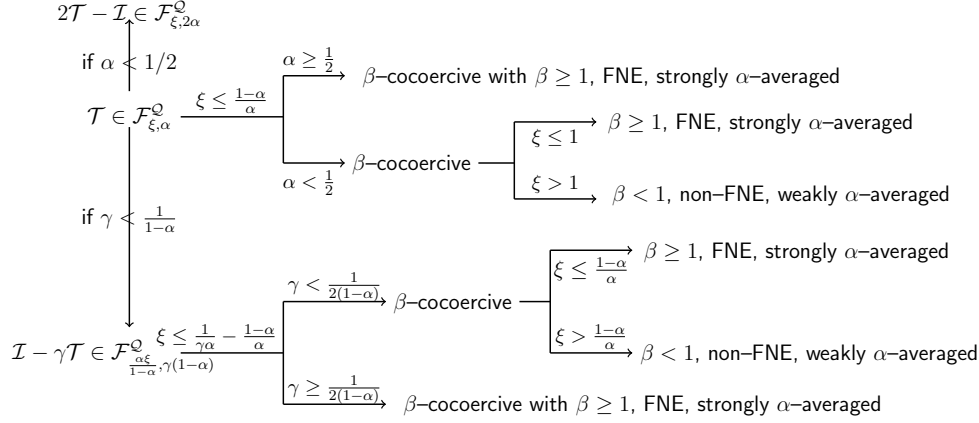 2𝒯 − ℐ ∈ ℱ^𝒬_{ξ,2α}
if α < 1/2
α ≥ 1/2
β–cocoercive with β ≥ 1, FNE, strongly α–averaged
𝒯 ∈ ℱ^𝒬_{ξ,α}
ξ ≤ (1−α)/α
β ≥ 1, FNE, strongly α–averaged
ξ ≤ 1
β–cocoercive
α < 1/2
ξ > 1
β < 1, non–FNE, weakly α–averaged
if γ < 1/(1−α)
β ≥ 1, FNE, strongly α–averaged
ξ ≤ (1−α)/α
γ < 1/(2(1−α))
β–cocoercive
ξ > (1−α)/α
ℐ − γ𝒯 ∈ ℱ^𝒬_{αξ/(1−α),γ(1−α)}
ξ ≤ 1/(γα) − (1−α)/α
β < 1, non–FNE, weakly α–averaged
γ ≥ 1/(2(1−α))
β–cocoercive with β ≥ 1, FNE, strongly α–averaged